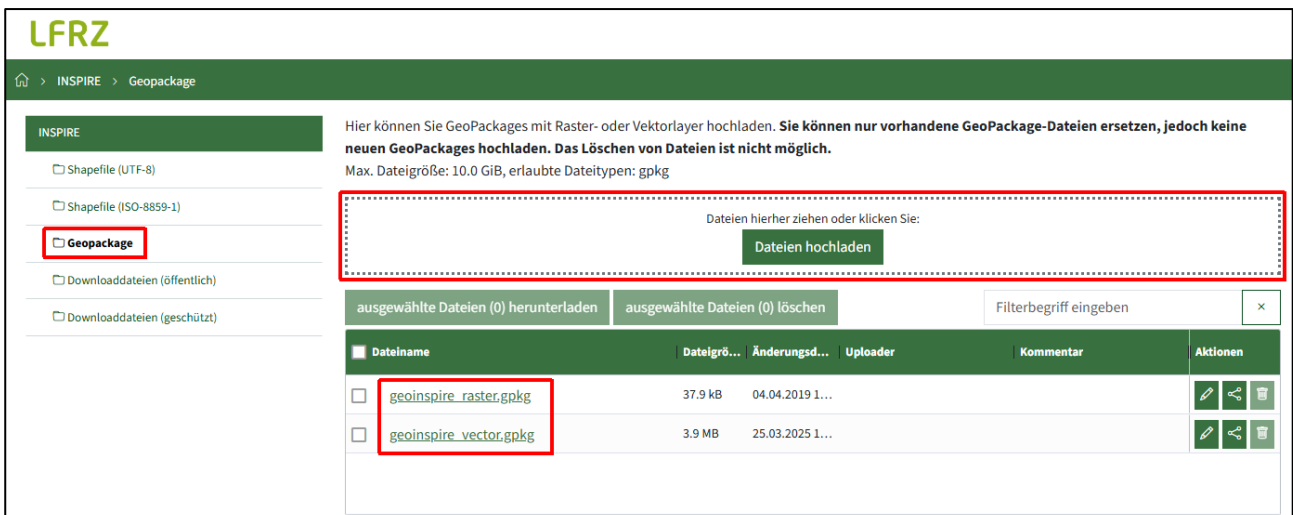 LFRZ
INSPIRE > Geopackage
INSPIRE
Shapefile (UTF-8)
Shapefile (ISO-8859-1)
Geopackage
Downloaddateien (öffentlich)
Downloaddateien (geschützt)
Hier können Sie GeoPackages mit Raster- oder Vektorlayer hochladen. Sie können nur vorhandene GeoPackage-Dateien ersetzen, jedoch keine
neuen GeoPackages hochladen. Das Löschen von Dateien ist nicht möglich.
Max. Dateigröße: 10.0 GiB, erlaubte Dateitypen: gpkg
Dateien hierher ziehen oder klicken Sie:
Dateien hochladen
ausgewählte Dateien (0) herunterladen ausgewählte Dateien (0) löschen Filterbegriff eingeben ×
Dateiname Dateigrö... Änderungsd... Uploader Kommentar Aktionen
geoinspire_raster.gpkg 37.9 kB 04.04.2019 1...
geoinspire_vector.gpkg 3.9 MB 25.03.2025 1...